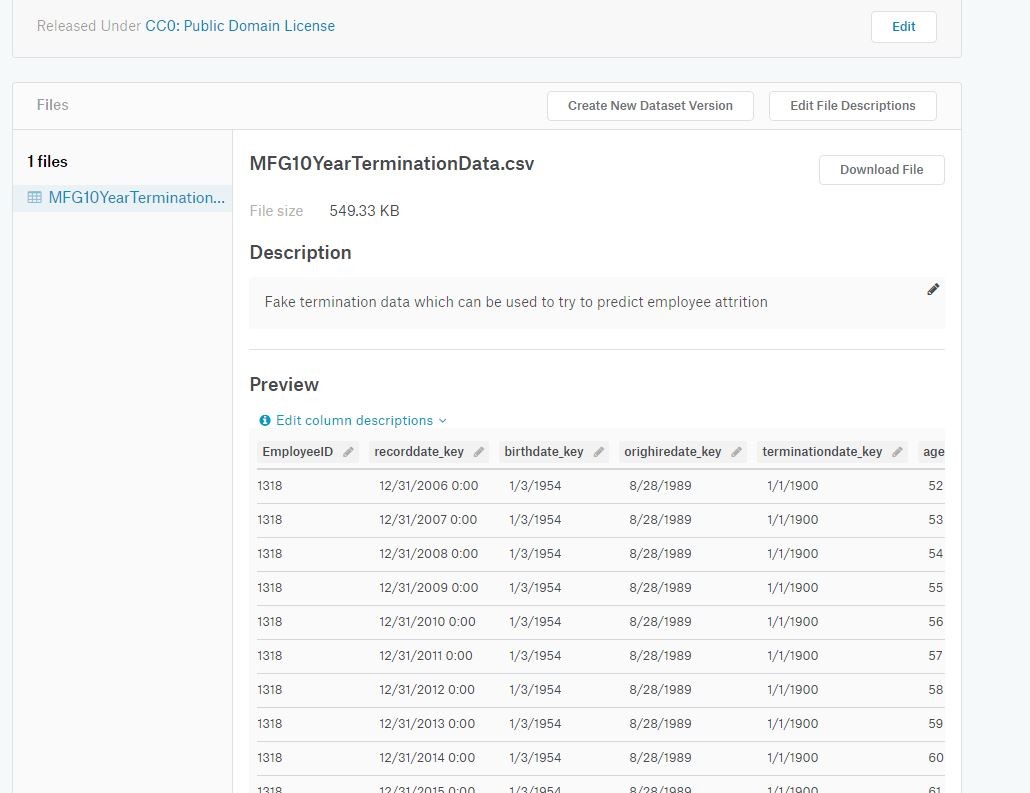 Released Under CC0: Public Domain License
Edit
Files
Create New Dataset Version
Edit File Descriptions
1 files
MFG10YearTermination...
MFG10YearTerminationData.csv
Download File
File size 549.33 KB
Description
Fake termination data which can be used to try to predict employee attrition
Preview
Edit column descriptions
EmployeeID recorddate_key birthdate_key orighiredate_key terminationdate_key age
1318 12/31/2006 0:00 1/3/1954 8/28/1989 1/1/1900 52
1318 12/31/2007 0:00 1/3/1954 8/28/1989 1/1/1900 53
1318 12/31/2008 0:00 1/3/1954 8/28/1989 1/1/1900 54
1318 12/31/2009 0:00 1/3/1954 8/28/1989 1/1/1900 55
1318 12/31/2010 0:00 1/3/1954 8/28/1989 1/1/1900 56
1318 12/31/2011 0:00 1/3/1954 8/28/1989 1/1/1900 57
1318 12/31/2012 0:00 1/3/1954 8/28/1989 1/1/1900 58
1318 12/31/2013 0:00 1/3/1954 8/28/1989 1/1/1900 59
1318 12/31/2014 0:00 1/3/1954 8/28/1989 1/1/1900 60
1318 12/31/2015 0:00 1/3/1954 8/28/1989 1/1/1900 61